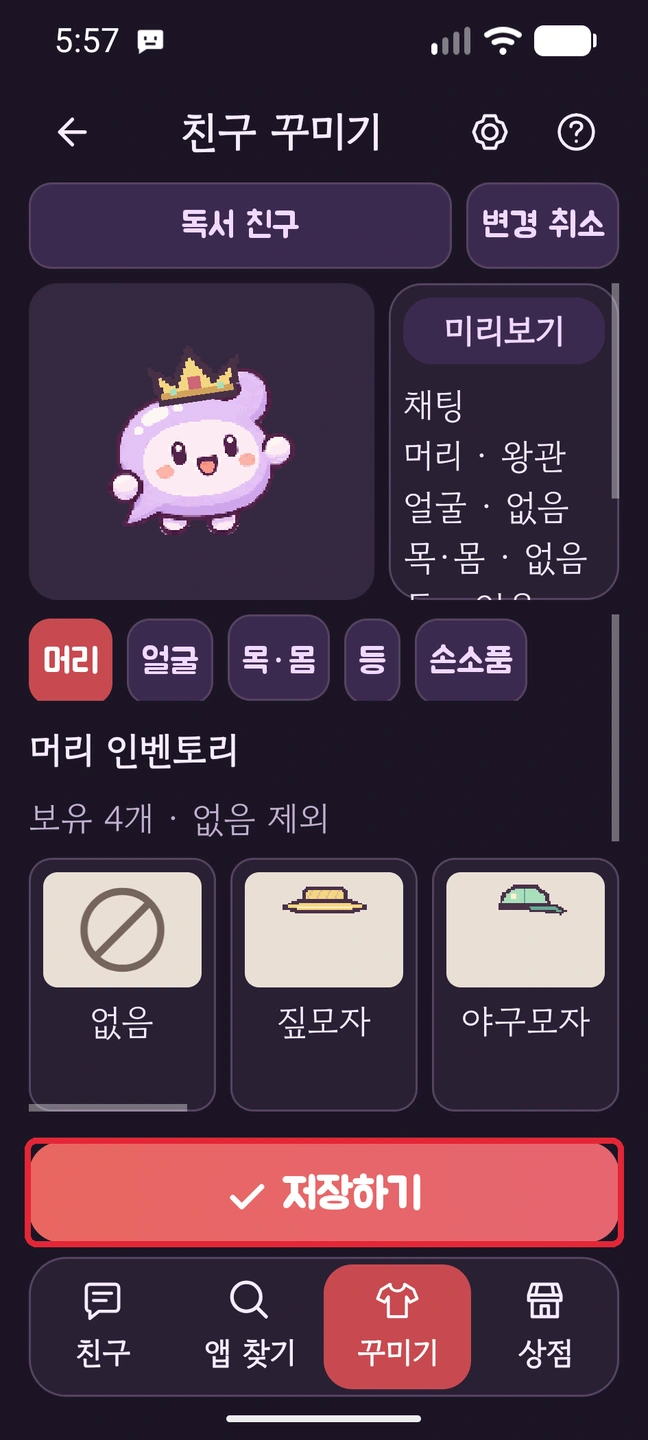 5:57
친구 꾸미기
독서 친구
변경 취소
미리보기
채팅
머리 · 왕관
얼굴 · 없음
목·몸 · 없음
머리
얼굴
목·몸
등
손소품
머리 인벤토리
보유 4개 · 없음 제외
없음
짚모자
야구모자
저장하기
친구
앱 찾기
꾸미기
상점